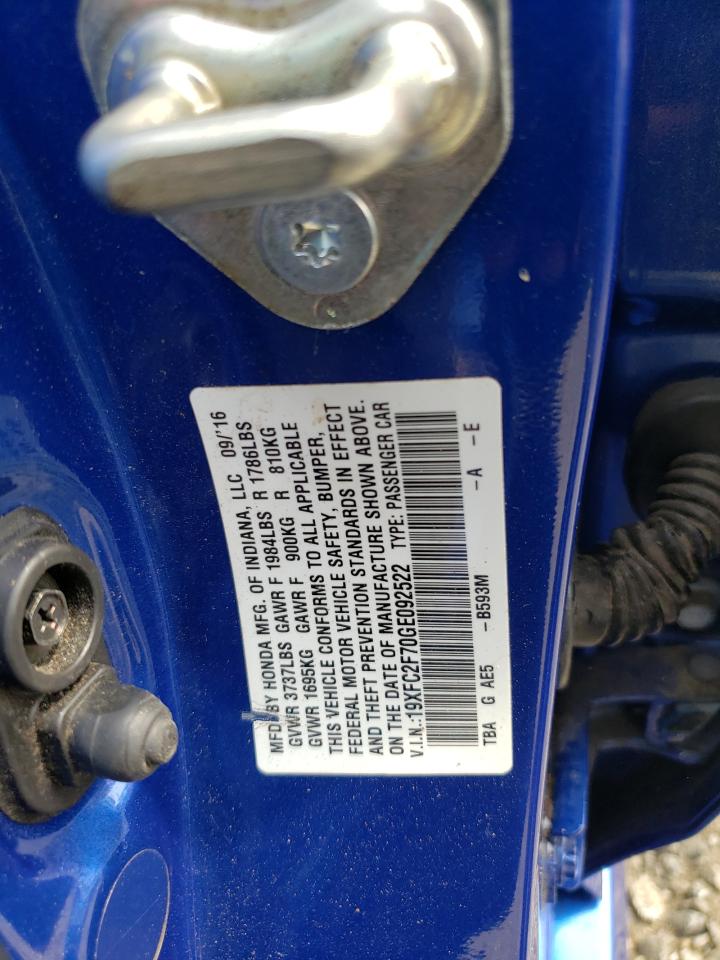 MFD. BY HONDA MFG. OF INDIANA, LLC 09/'16
GVWR 3737LBS GAWR F 1984LBS R 1786LBS
GVWR 1695KG GAWR F 900KG R 810KG
THIS VEHICLE CONFORMS TO ALL APPLICABLE
FEDERAL MOTOR VEHICLE SAFETY, BUMPER,
AND THEFT PREVENTION STANDARDS IN EFFECT
ON THE DATE OF MANUFACTURE SHOWN ABOVE.
V.I.N.:19XFC2F70GE092522 TYPE: PASSENGER CAR
TBA G AE5 -B593M -A -E